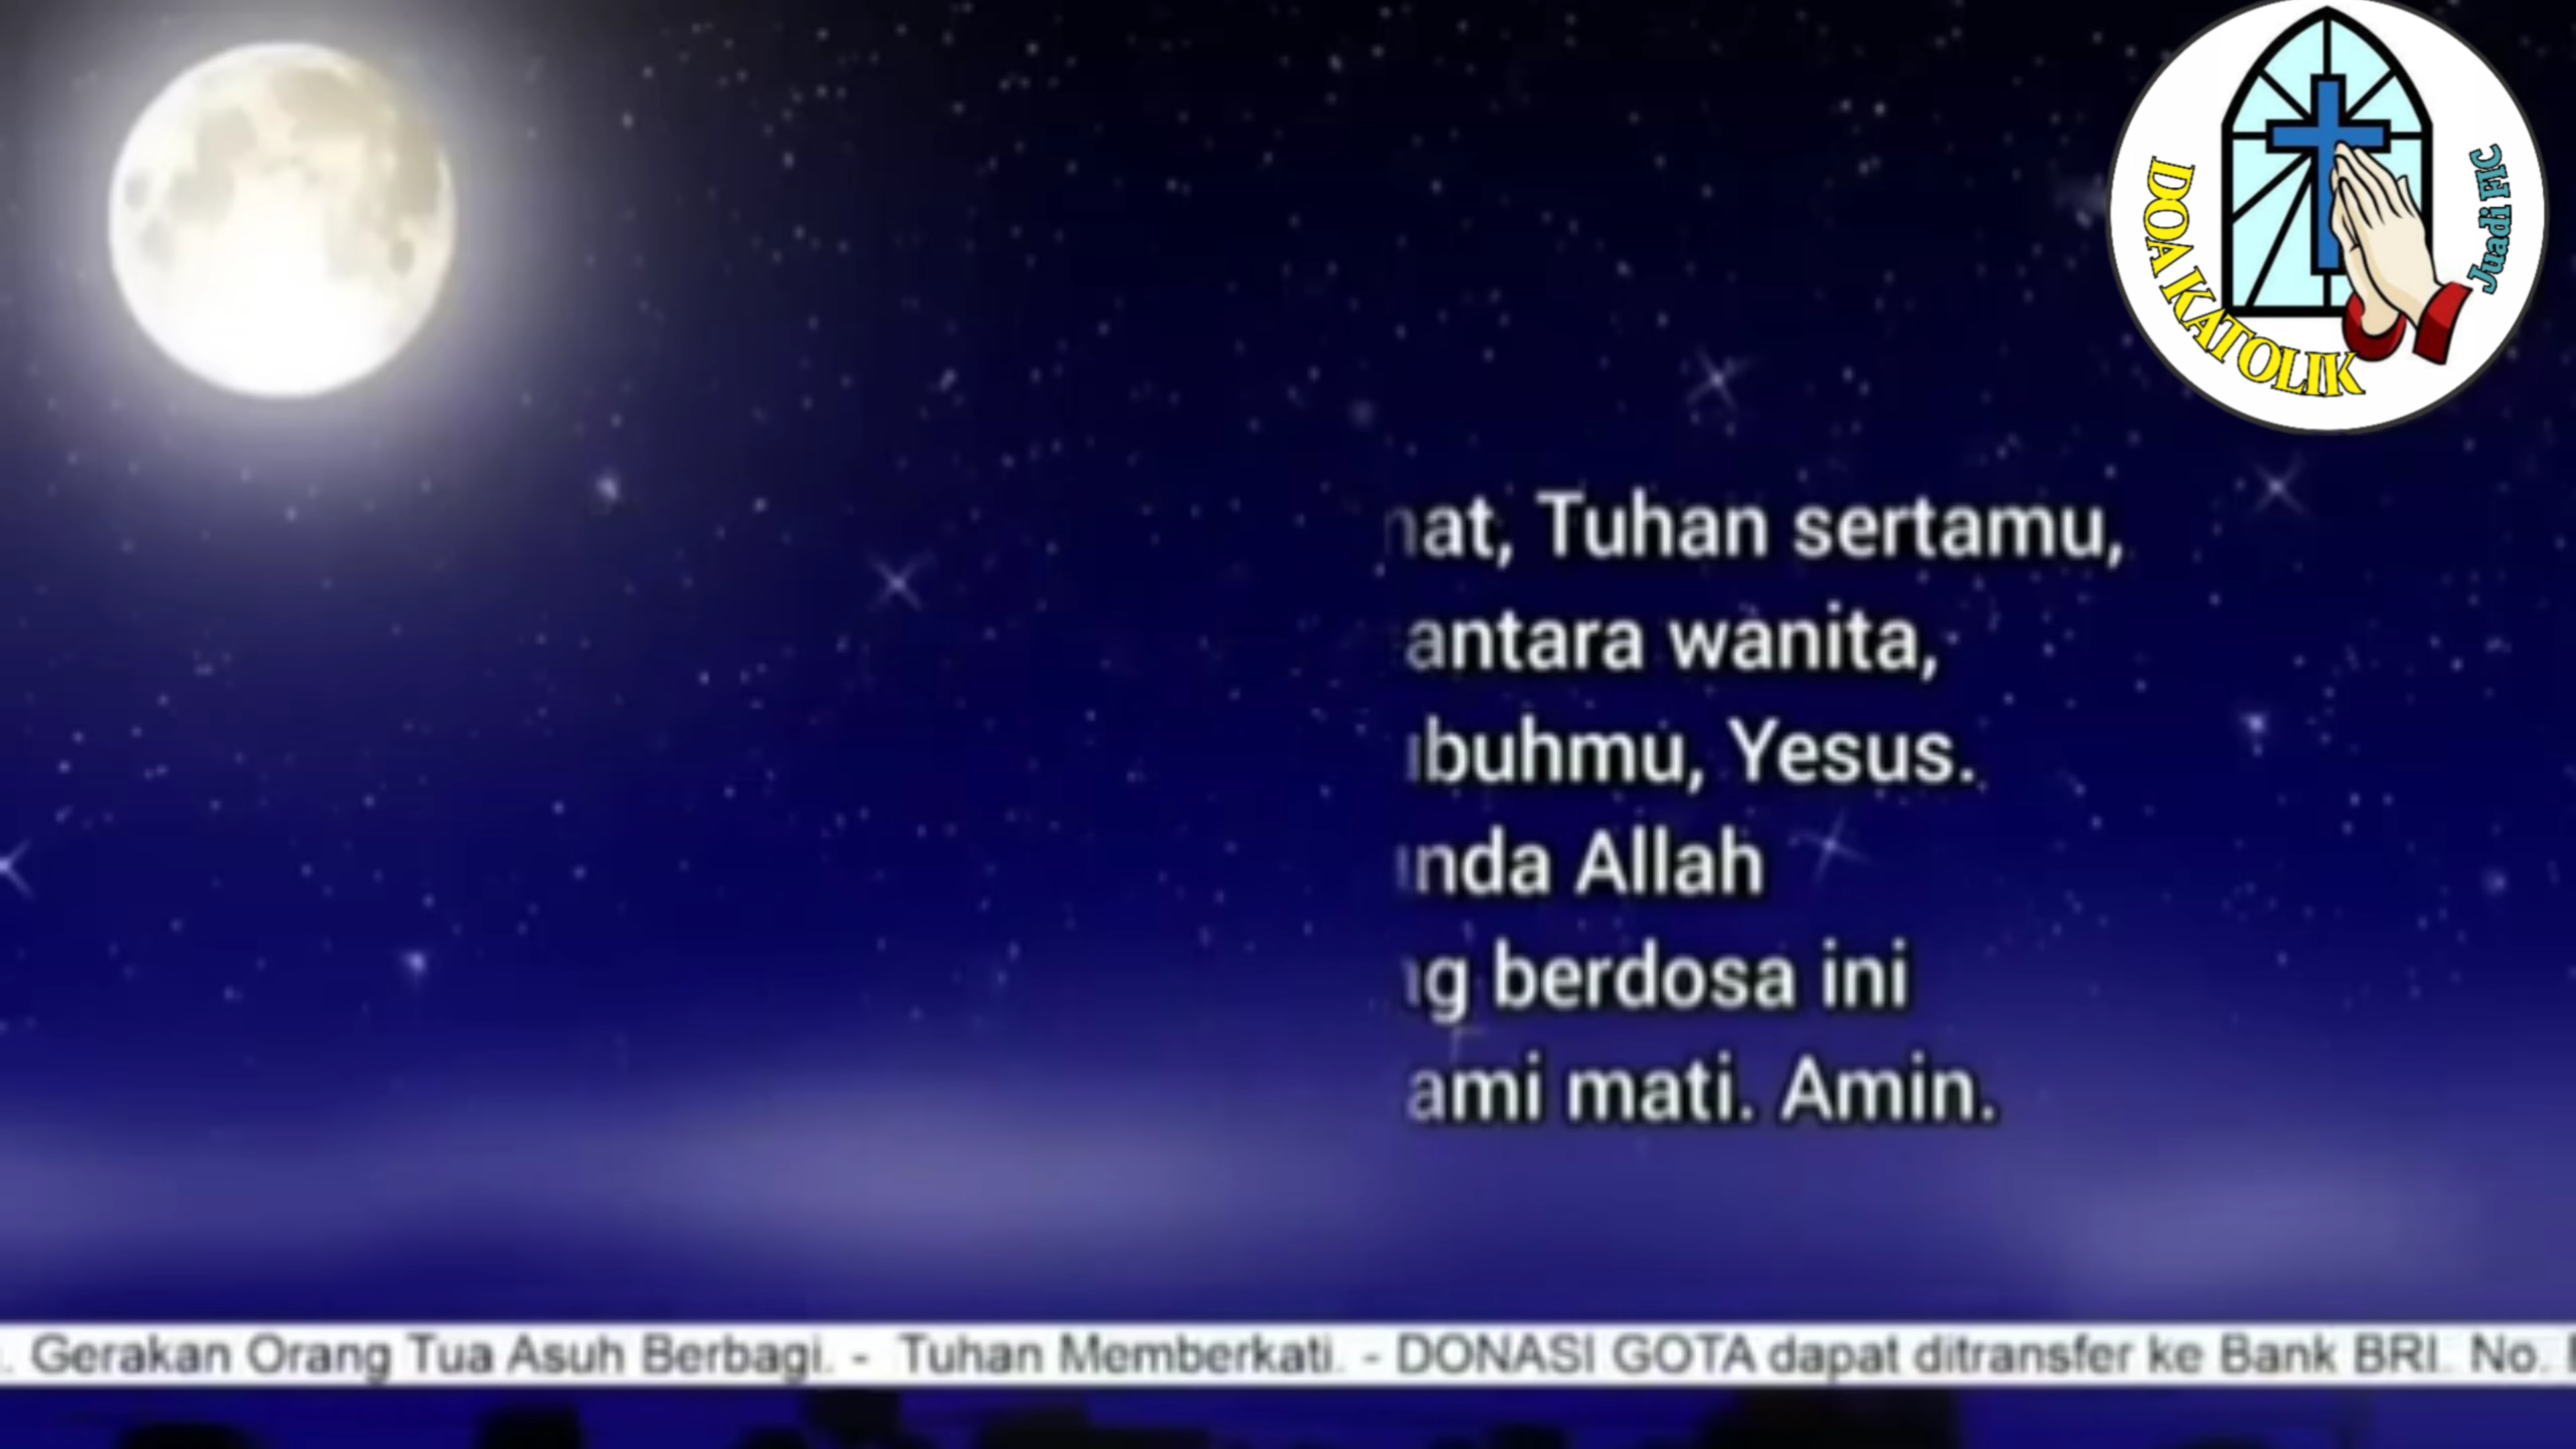 DOA KATOLIK
Juadi FIC
at, Tuhan sertamu,
antara wanita,
buhmu, Yesus.
nda Allah
g berdosa ini
ami mati. Amin.
. Gerakan Orang Tua Asuh Berbagi. - Tuhan Memberkati. - DONASI GOTA dapat ditransfer ke Bank BRI. No.